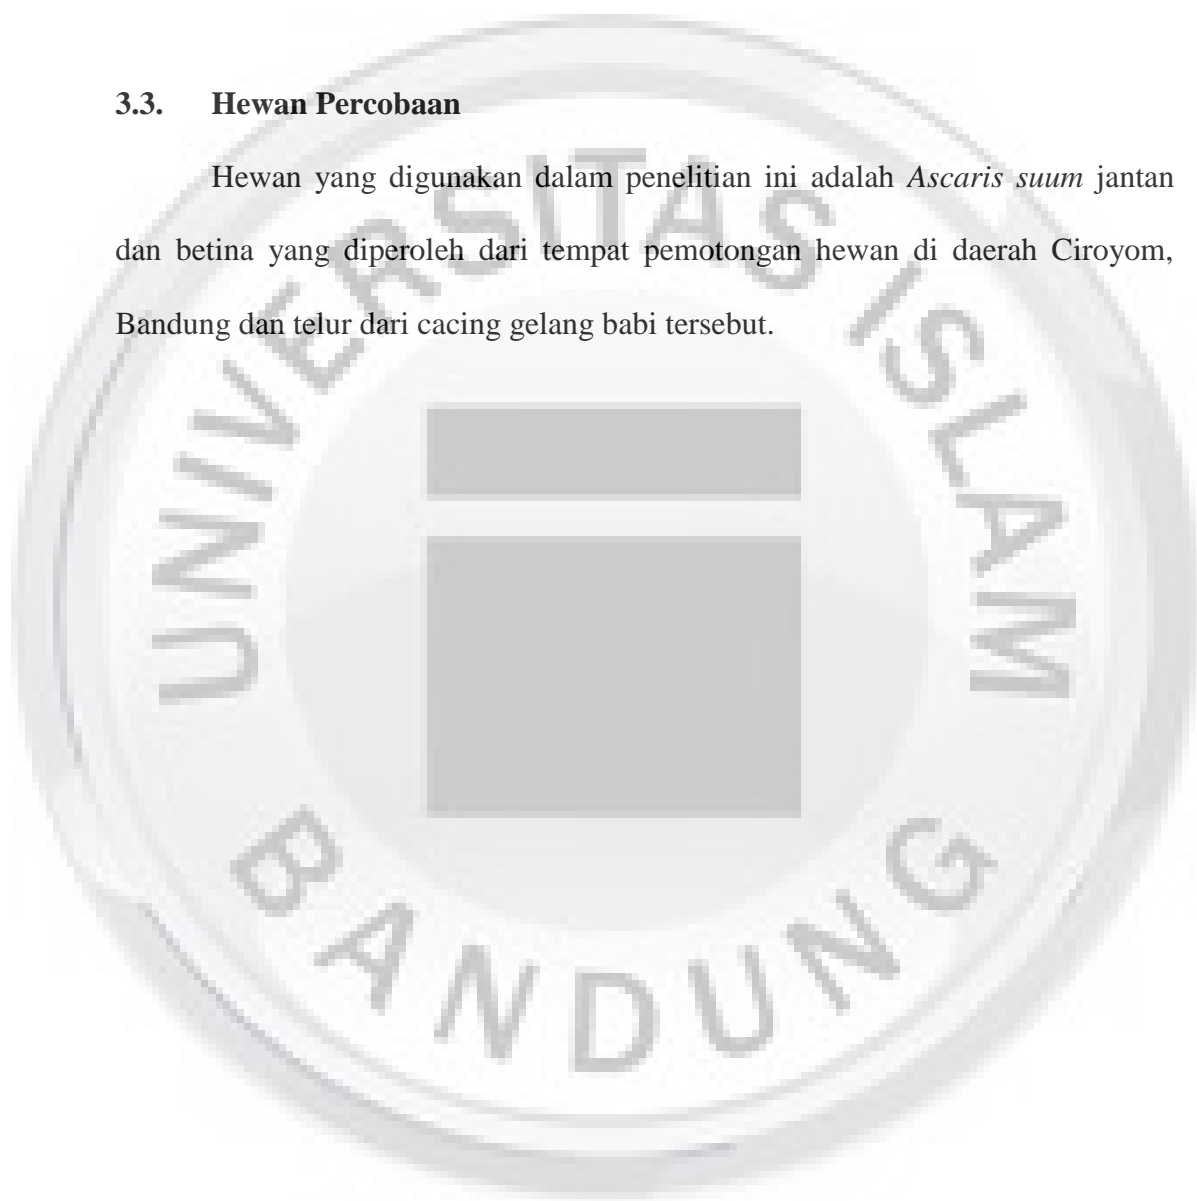 3.3. Hewan Percobaan
Hewan yang digunakan dalam penelitian ini adalah Ascaris suum jantan
dan betina yang diperoleh dari tempat pemotongan hewan di daerah Ciroyom,
Bandung dan telur dari cacing gelang babi tersebut.
UNIVERSITAS ISLAM
BANDUNG